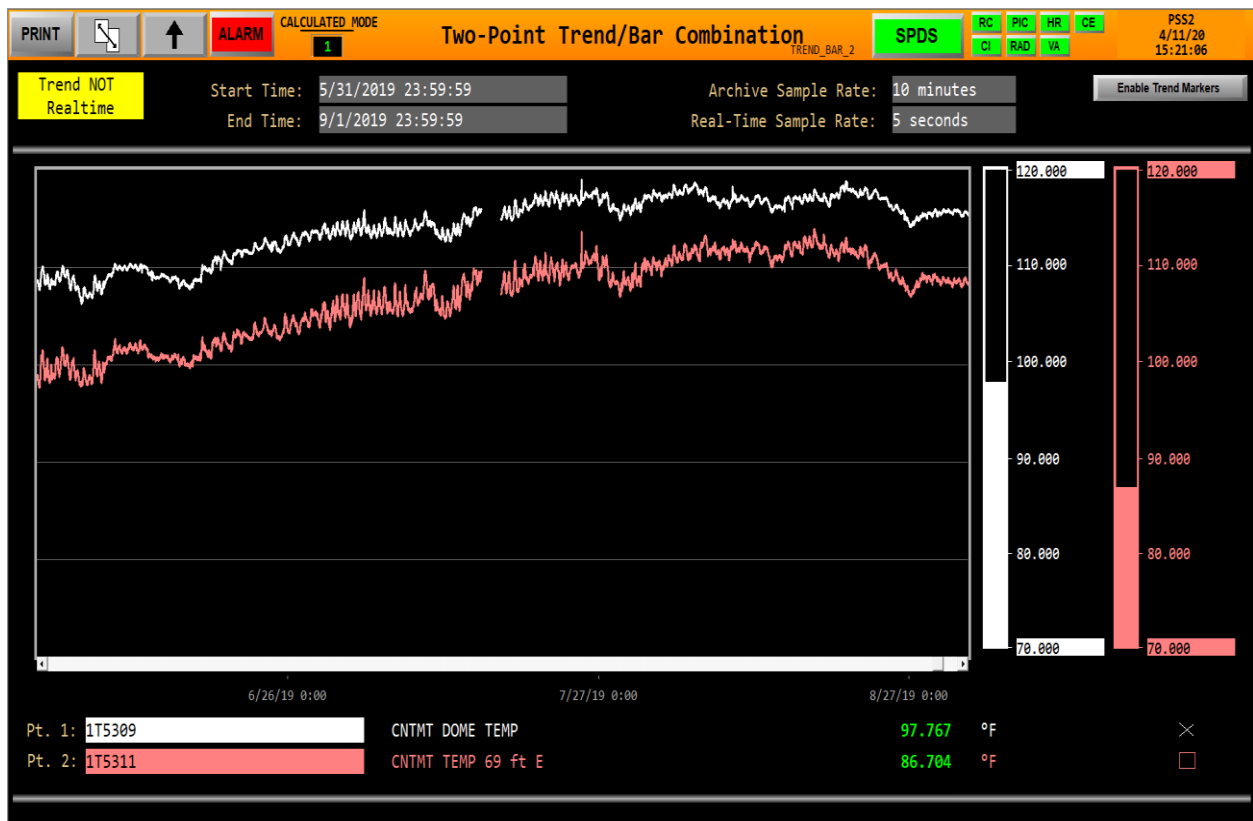 PRINT
ALARM
CALCULATED MODE
1
Two-Point Trend/Bar Combination
TREND_BAR_2
SPDS
RC PIC HR CE
CI RAD VA
PSS2
4/11/20
15:21:06
Trend NOT
Realtime
Start Time: 5/31/2019 23:59:59
End Time: 9/1/2019 23:59:59
Archive Sample Rate: 10 minutes
Real-Time Sample Rate: 5 seconds
Enable Trend Markers
120.000 120.000
110.000 110.000
100.000 100.000
90.000 90.000
80.000 80.000
70.000 70.000
6/26/19 0:00 7/27/19 0:00 8/27/19 0:00
Pt. 1: 1T5309 CNTMT DOME TEMP 97.767 °F
Pt. 2: 1T5311 CNTMT TEMP 69 ft E 86.704 °F